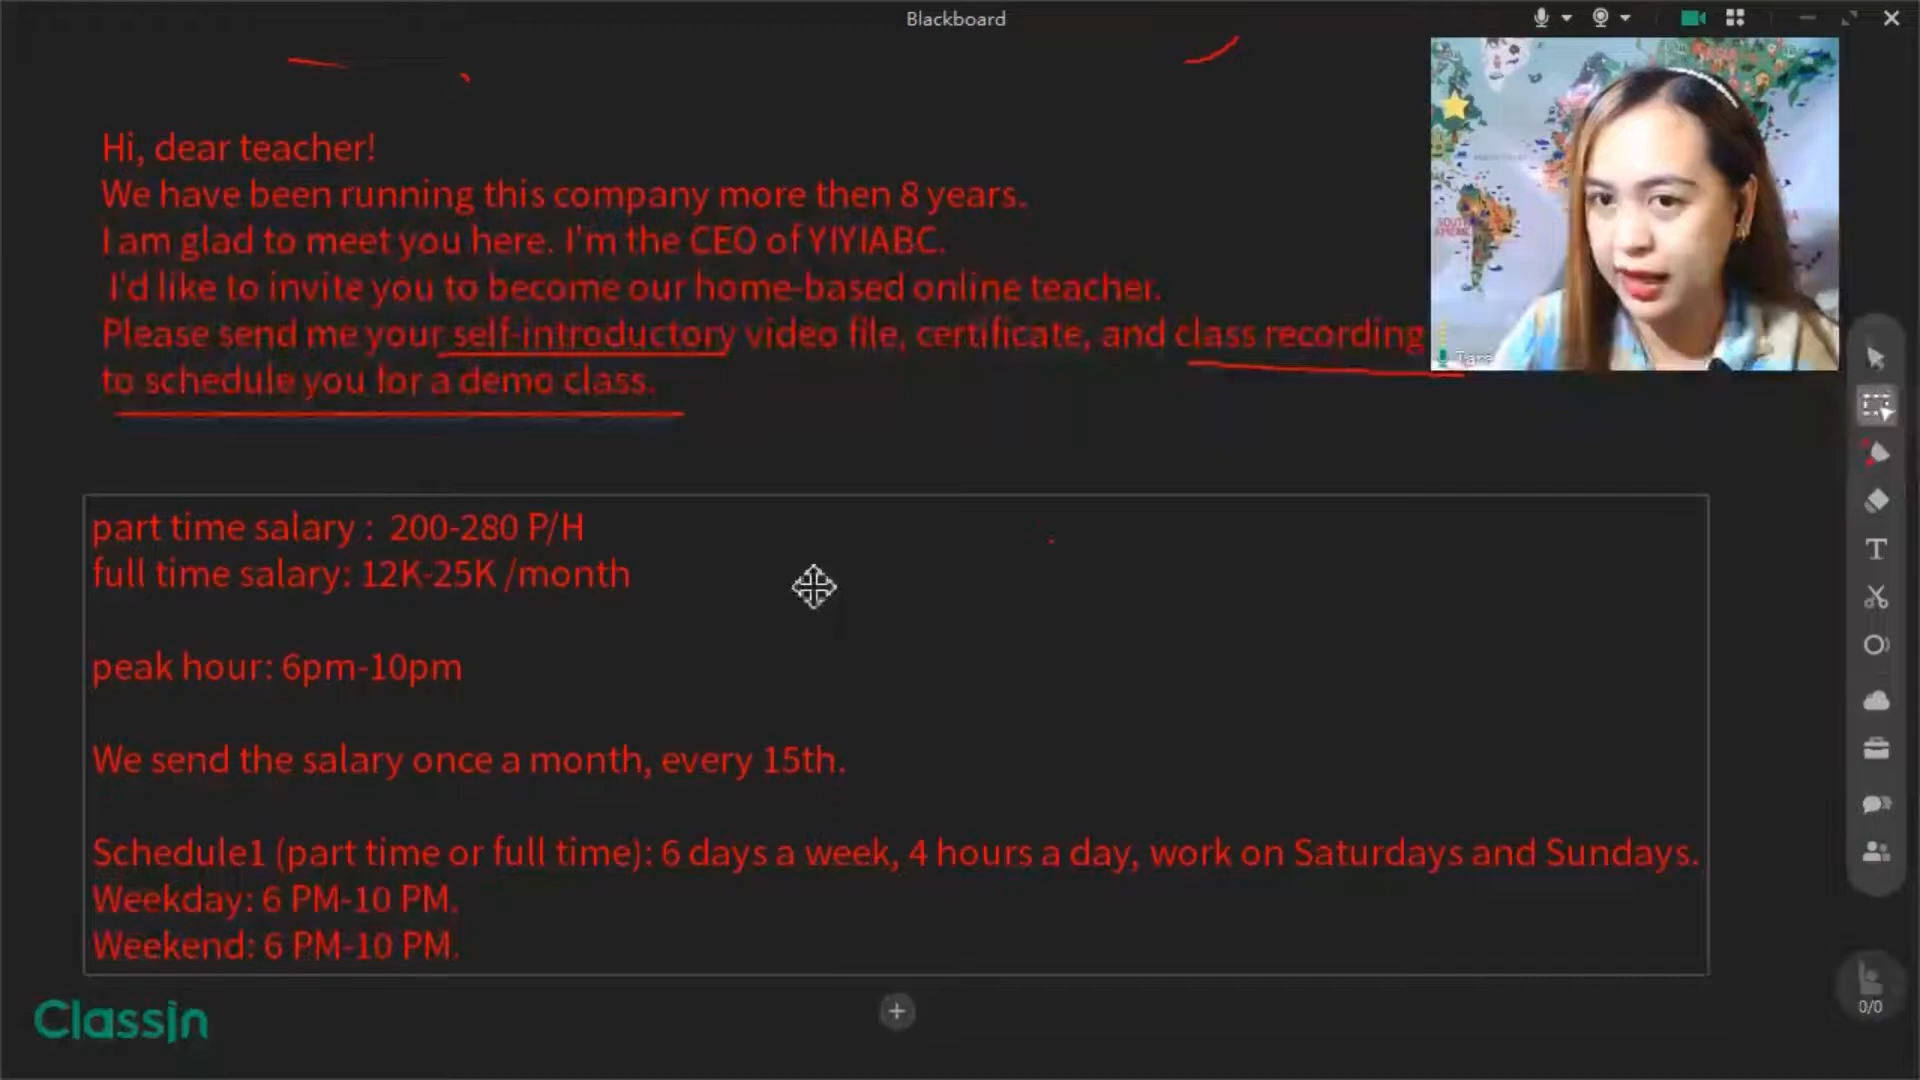 Blackboard
Hi, dear teacher!
We have been running this company more then 8 years.
I am glad to meet you here. I'm the CEO of YIYIABC.
I'd like to invite you to become our home-based online teacher.
Please send me your self-introductory video file, certificate, and class recording
to schedule you for a demo class.
Tara
part time salary : 200-280 P/H
full time salary: 12K-25K /month
peak hour: 6pm-10pm
We send the salary once a month, every 15th.
Schedule1 (part time or full time): 6 days a week, 4 hours a day, work on Saturdays and Sundays.
Weekday: 6 PM-10 PM.
Weekend: 6 PM-10 PM.
ClassIn
0/0